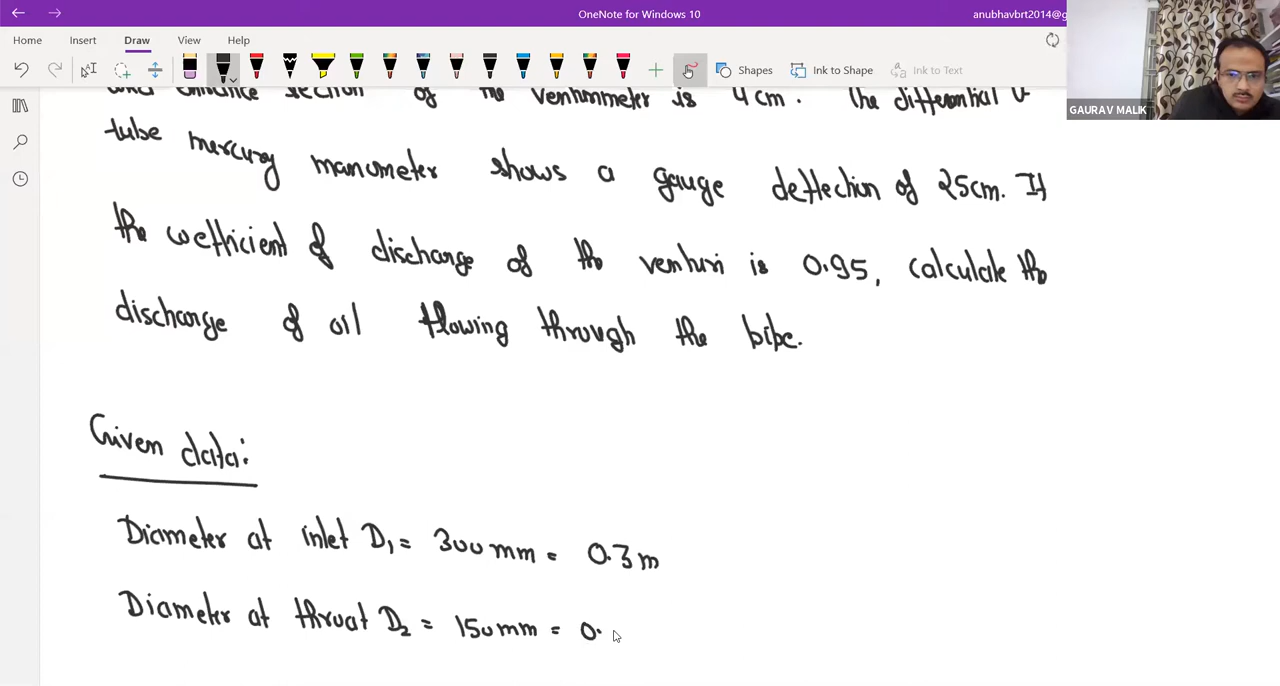 OneNote for Windows 10
anubhavbrt2014@g
Home Insert Draw View Help
Shapes Ink to Shape Ink to Text
GAURAV MALIK
section of the venturimeter is 4cm. The differential U-
tube mercury manometer shows a gauge deflection of 25cm. If
the coefficient of discharge of the venturi is 0.95, calculate the
discharge of oil flowing through the pipe.
Given data:
Diameter at inlet D₁ = 300mm = 0.3m
Diameter at throat D₂ = 150mm = 0.